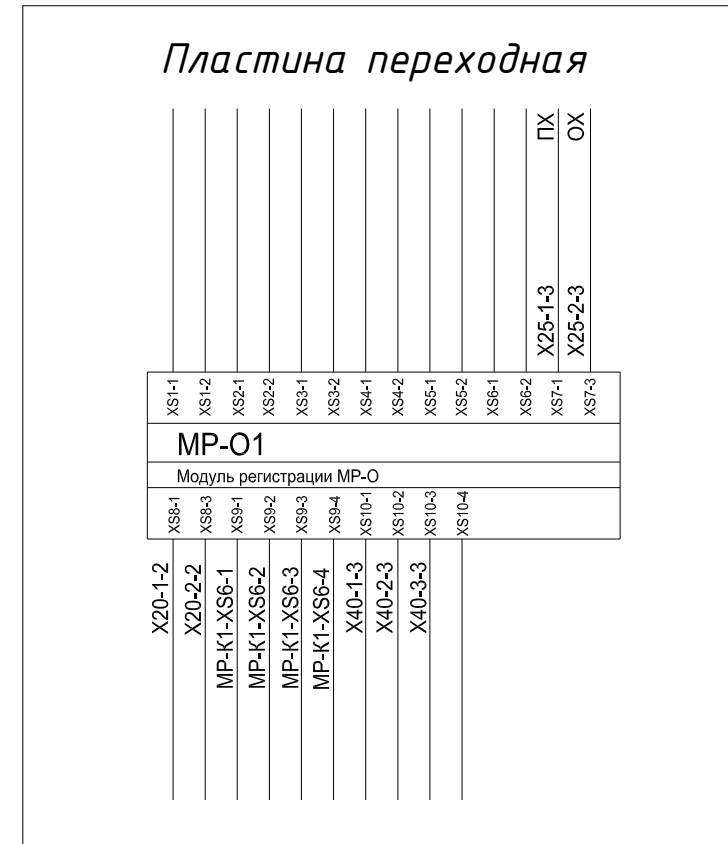 Пластина переходная
ПХ
ОХ
X25-1-3
X25-2-3
XS1-1
XS1-2
XS2-1
XS2-2
XS3-1
XS3-2
XS4-1
XS4-2
XS5-1
XS5-2
XS6-1
XS6-2
XS7-1
XS7-3
МР-О1
Модуль регистрации МР-О
XS8-1
XS8-3
XS9-1
XS9-2
XS9-3
XS9-4
XS10-1
XS10-2
XS10-3
XS10-4
X20-1-2
X20-2-2
МР-К1-XS6-1
МР-К1-XS6-2
МР-К1-XS6-3
МР-К1-XS6-4
X40-1-3
X40-2-3
X40-3-3